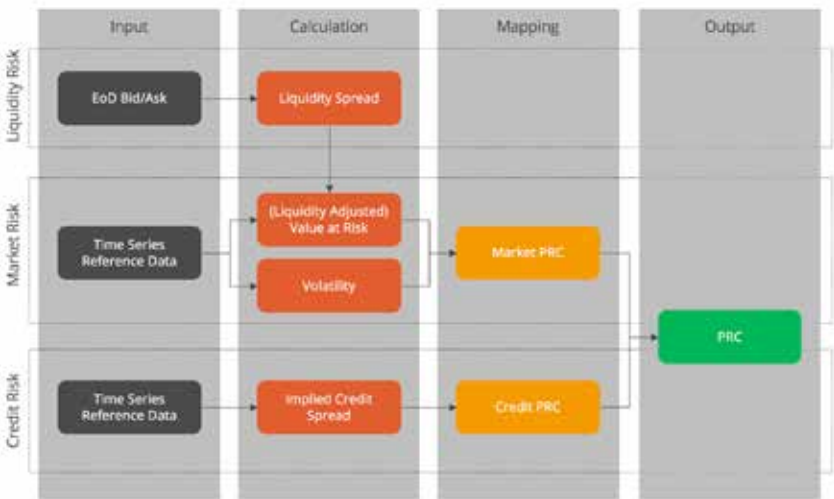 Input
Calculation
Mapping
Output
Liquidity Risk
EoD Bid/Ask
Liquidity Spread
Market Risk
Time Series
Reference Data
(Liquidity Adjusted)
Value at Risk
Volatility
Market PRC
PRC
Credit Risk
Time Series
Reference Data
Implied Credit
Spread
Credit PRC